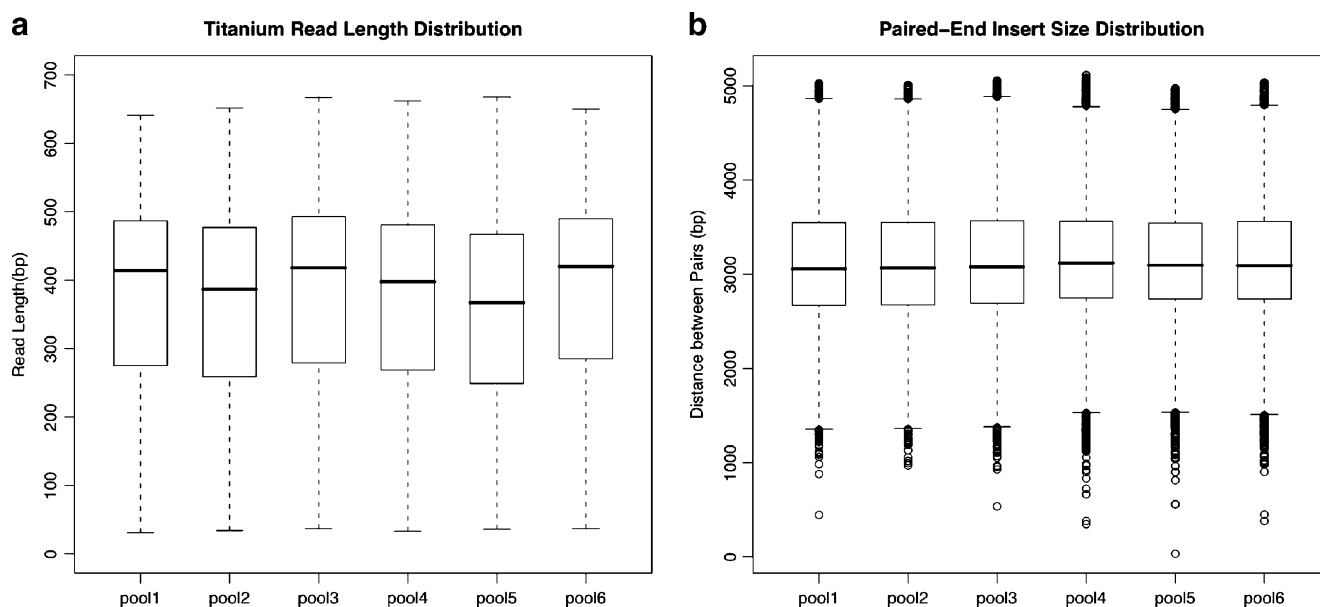 a
Titanium Read Length Distribution
Read Length(bp)
700
600
500
400
300
200
100
0
pool1 pool2 pool3 pool4 pool5 pool6
b
Paired-End Insert Size Distribution
Distance between Pairs (bp)
5000
4000
3000
2000
1000
0
pool1 pool2 pool3 pool4 pool5 pool6